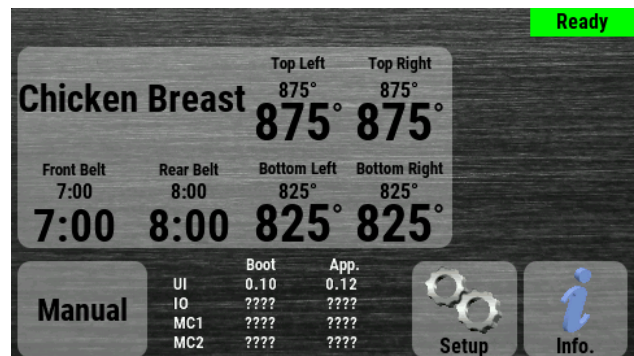 Ready
Top Left Top Right
875° 875°
Chicken Breast 875° 875°
Front Belt Rear Belt Bottom Left Bottom Right
7:00 8:00 825° 825°
7:00 8:00 825° 825°
Boot App.
UI 0.10 0.12
IO ???? ????
Manual
MC1 ???? ????
MC2 ???? ????
Setup Info.